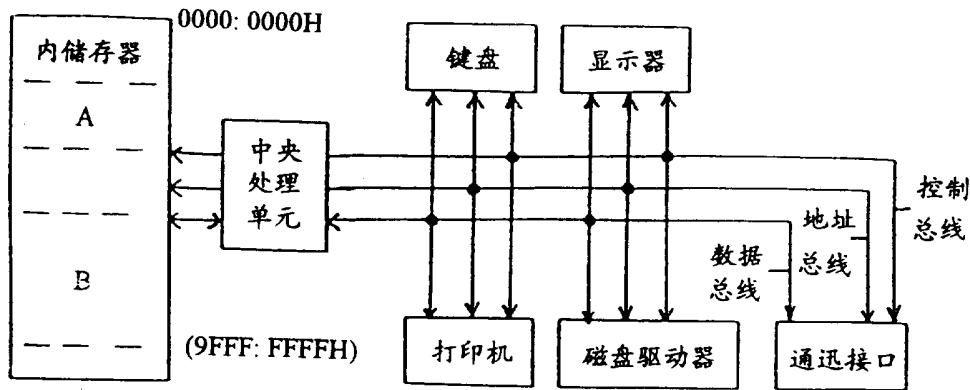 0000: 0000H
内储存器
A
B
(9FFF: FFFFH)
中央
处理
单元
键盘
显示器
打印机
磁盘驱动器
通迅接口
数据
总线
地址
总线
控制
总线